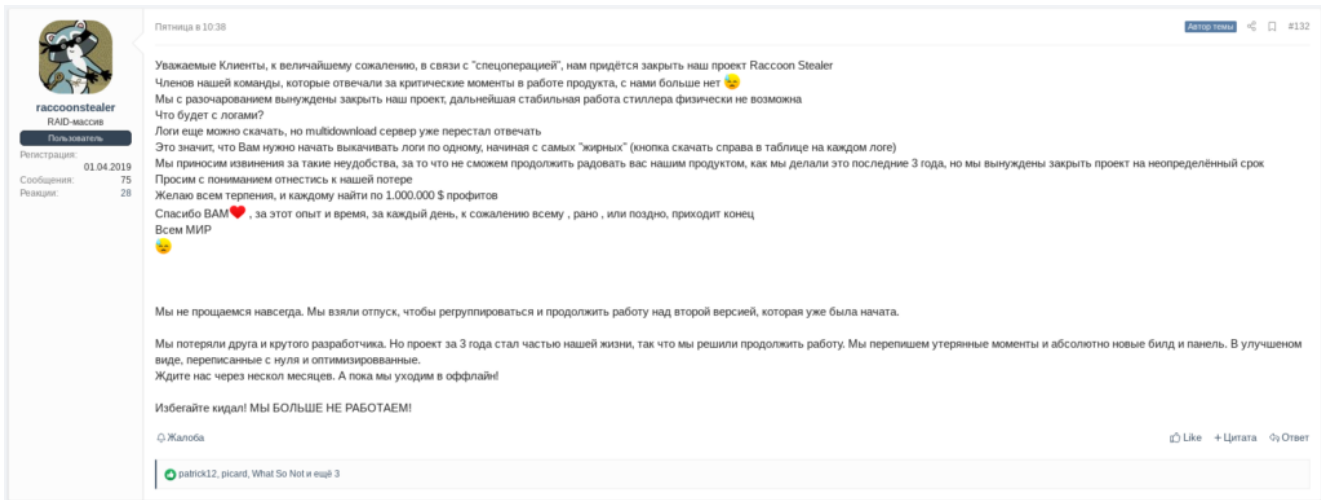 Пятница в 10:38
Автор темы
#132
raccoonstealer
RAID-массив
Пользователь
Регистрация:
01.04.2019
Сообщения:
75
Реакции:
28
Уважаемые Клиенты, к величайшему сожалению, в связи с "спецоперацией", нам придётся закрыть наш проект Raccoon Stealer
Членов нашей команды, которые отвечали за критические моменты в работе продукта, с нами больше нет 😓
Мы с разочарованием вынуждены закрыть наш проект, дальнейшая стабильная работа стиллера физически не возможна
Что будет с логами?
Логи еще можно скачать, но multidownload сервер уже перестал отвечать
Это значит, что Вам нужно начать выкачивать логи по одному, начиная с самых "жирных" (кнопка скачать справа в таблице на каждом логе)
Мы приносим извинения за такие неудобства, за то что не сможем продолжить радовать вас нашим продуктом, как мы делали это последние 3 года, но мы вынуждены закрыть проект на неопределённый срок
Просим с пониманием отнестись к нашей потере
Желаю всем терпения, и каждому найти по 1.000.000 $ профитов
Спасибо ВАМ❤️ , за этот опыт и время, за каждый день, к сожалению всему , рано , или поздно, приходит конец
Всем МИР
😓
Мы не прощаемся навсегда. Мы взяли отпуск, чтобы регруппироваться и продолжить работу над второй версией, которая уже была начата.
Мы потеряли друга и крутого разработчика. Но проект за 3 года стал частью нашей жизни, так что мы решили продолжить работу. Мы перепишем утерянные моменты и абсолютно новые билд и панель. В улучшеном
виде, переписанные с нуля и оптимизировванные.
Ждите нас через нескол месяцев. А пока мы уходим в оффлайн!
Избегайте кидал! МЫ БОЛЬШЕ НЕ РАБОТАЕМ!
Жалоба
Like
+ Цитата
Ответ
patrick12, picard, What So Not и ещё 3